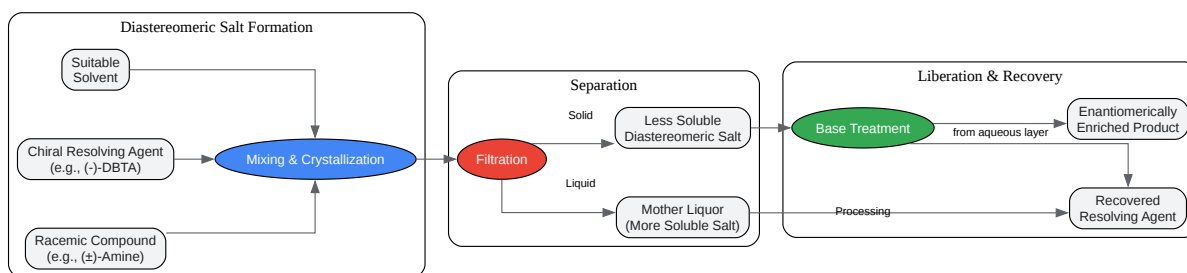 Diastereomeric Salt Formation
Suitable
Solvent
Chiral Resolving Agent
(e.g., (-)-DBTA)
Racemic Compound
(e.g., (±)-Amine)
Mixing & Crystallization
Separation
Filtration
Solid
Liquid
Less Soluble
Diastereomeric Salt
Mother Liquor
(More Soluble Salt)
Liberation & Recovery
Base Treatment
from aqueous layer
Processing
Enantiomerically
Enriched Product
Recovered
Resolving Agent